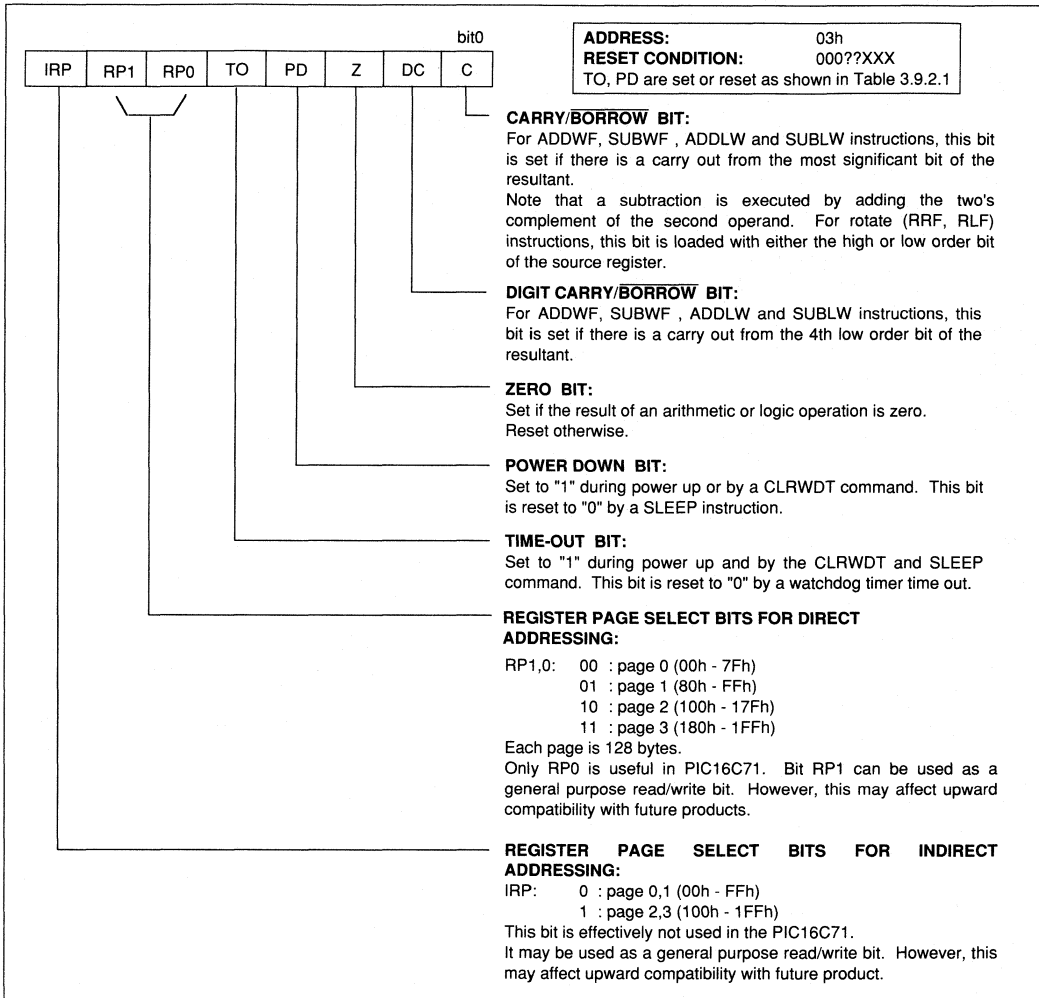 bit0
IRP RP1 RP0 TO PD Z DC C
ADDRESS: 03h
RESET CONDITION: 000??XXX
TO, PD are set or reset as shown in Table 3.9.2.1
CARRY/BORROW BIT:
For ADDWF, SUBWF , ADDLW and SUBLW instructions, this bit
is set if there is a carry out from the most significant bit of the
resultant.
Note that a subtraction is executed by adding the two's
complement of the second operand. For rotate (RRF, RLF)
instructions, this bit is loaded with either the high or low order bit
of the source register.
DIGIT CARRY/BORROW BIT:
For ADDWF, SUBWF , ADDLW and SUBLW instructions, this
bit is set if there is a carry out from the 4th low order bit of the
resultant.
ZERO BIT:
Set if the result of an arithmetic or logic operation is zero.
Reset otherwise.
POWER DOWN BIT:
Set to "1" during power up or by a CLRWDT command. This bit
is reset to "0" by a SLEEP instruction.
TIME-OUT BIT:
Set to "1" during power up and by the CLRWDT and SLEEP
command. This bit is reset to "0" by a watchdog timer time out.
REGISTER PAGE SELECT BITS FOR DIRECT
ADDRESSING:
RP1,0: 00 : page 0 (00h - 7Fh)
01 : page 1 (80h - FFh)
10 : page 2 (100h - 17Fh)
11 : page 3 (180h - 1FFh)
Each page is 128 bytes.
Only RP0 is useful in PIC16C71. Bit RP1 can be used as a
general purpose read/write bit. However, this may affect upward
compatibility with future products.
REGISTER PAGE SELECT BITS FOR INDIRECT
ADDRESSING:
IRP: 0 : page 0,1 (00h - FFh)
1 : page 2,3 (100h - 1FFh)
This bit is effectively not used in the PIC16C71.
It may be used as a general purpose read/write bit. However, this
may affect upward compatibility with future product.